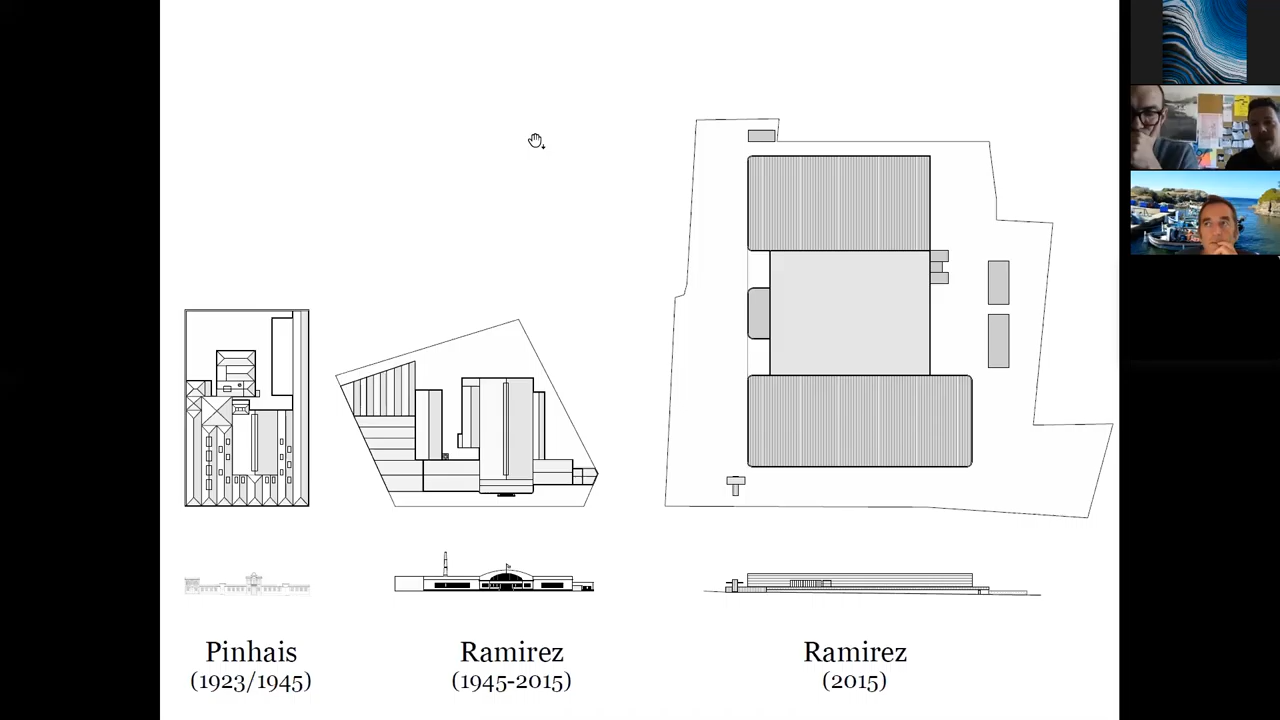 Pinhais
(1923/1945)
Ramirez
(1945-2015)
Ramirez
(2015)